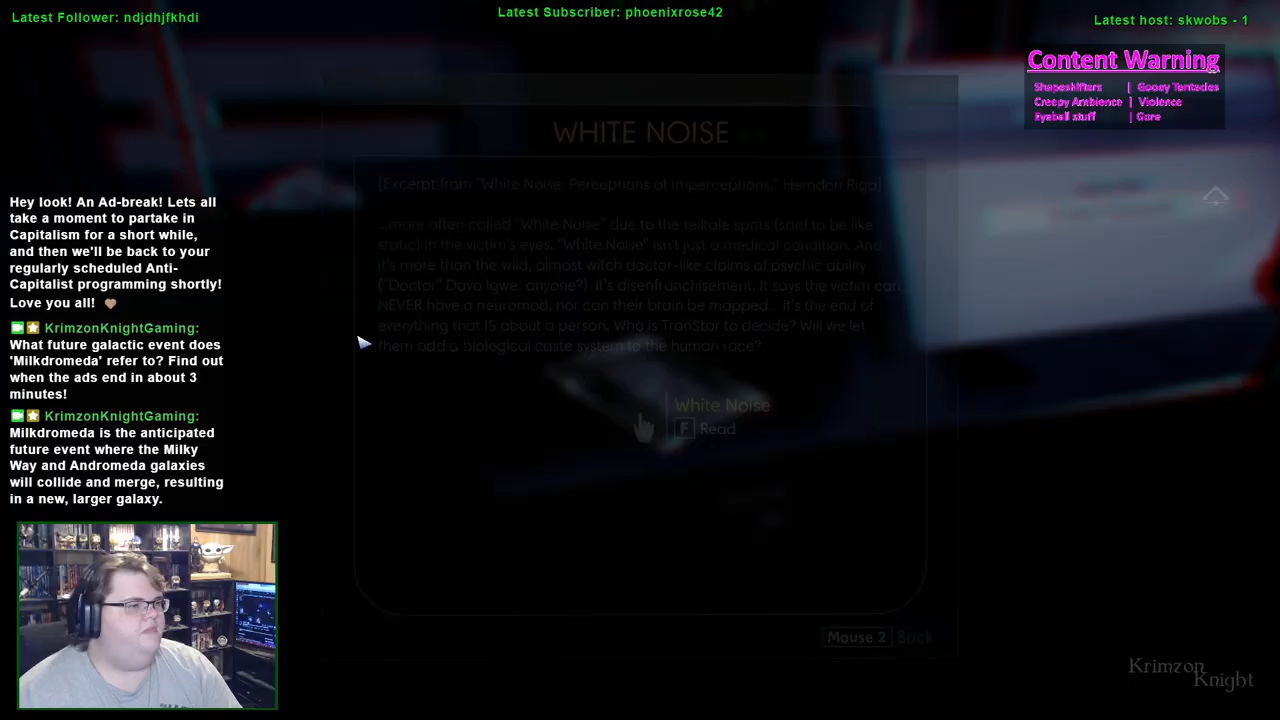 Latest Follower: ndjdhjfkhdi
Latest Subscriber: phoenixrose42
Latest host: skwobs - 1
Content Warning
Shapeshifters | Gooey Tentacles
Creepy Ambience | Violence
Eyeball stuff | Gore
WHITE NOISE
[Excerpt from "White Noise: Perceptions of Imperceptions," Herndon Riga]
...more often called "White Noise" due to the telltale spots (said to be like
static) in the victim's eyes. "White Noise" isn't just a medical condition. And
it's more than the wild, almost witch doctor-like claims of psychic ability
("Doctor" Dayo Igwe, anyone?) It's disenfranchisement. It says the victim can
NEVER have a neuromod, nor can their brain be mapped... It's the end of
everything that IS about a person. Who is TranStar to decide? Will we let
them add a biological caste system to the human race?
White Noise
F Read
Mouse 2 Back
Hey look! An Ad-break! Lets all
take a moment to partake in
Capitalism for a short while,
and then we'll be back to your
regularly scheduled Anti-
Capitalist programming shortly!
Love you all!
KrimzonKnightGaming:
What future galactic event does
'Milkdromeda' refer to? Find out
when the ads end in about 3
minutes!
KrimzonKnightGaming:
Milkdromeda is the anticipated
future event where the Milky
Way and Andromeda galaxies
will collide and merge, resulting
in a new, larger galaxy.
Krimzon
Knight